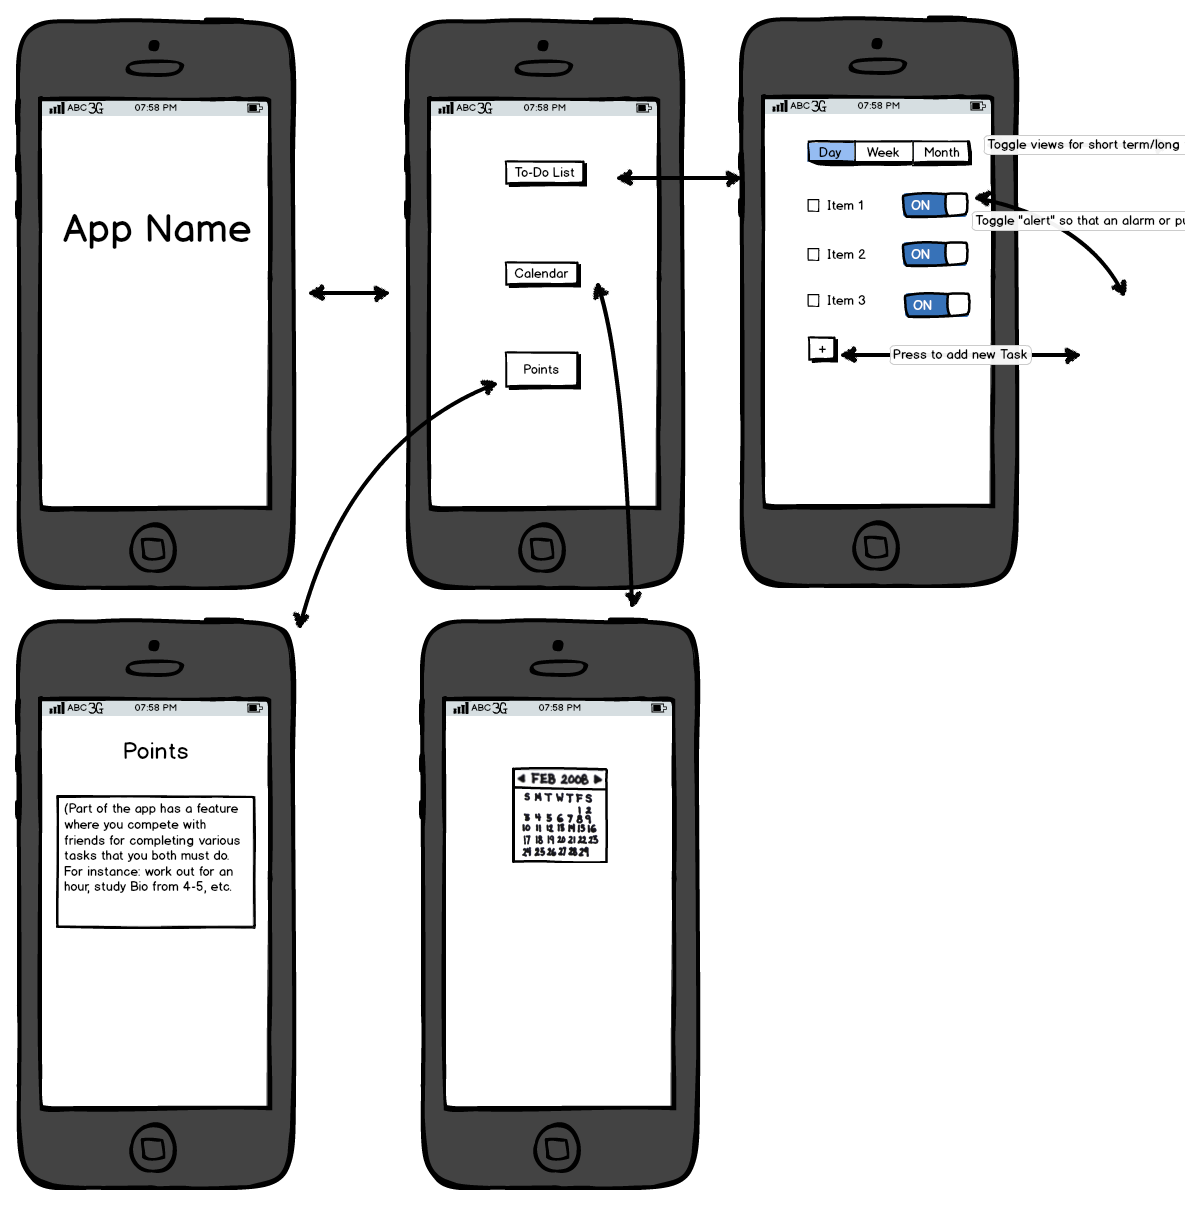 ABC 3G 07:58 PM
App Name
ABC 3G 07:58 PM
To-Do List
Calendar
Points
ABC 3G 07:58 PM
Day Week Month
Toggle views for short term/long
Item 1 ON
Toggle "alert" so that an alarm or pu
Item 2 ON
Item 3 ON
+ Press to add new Task
ABC 3G 07:58 PM
Points
(Part of the app has a feature
where you compete with
friends for completing various
tasks that you both must do.
For instance: work out for an
hour, study Bio from 4-5, etc.
ABC 3G 07:58 PM
FEB 2008
S M T W T F S
1 2
3 4 5 6 7 8 9
10 11 12 13 14 15 16
17 18 19 20 21 22 23
24 25 26 27 28 29